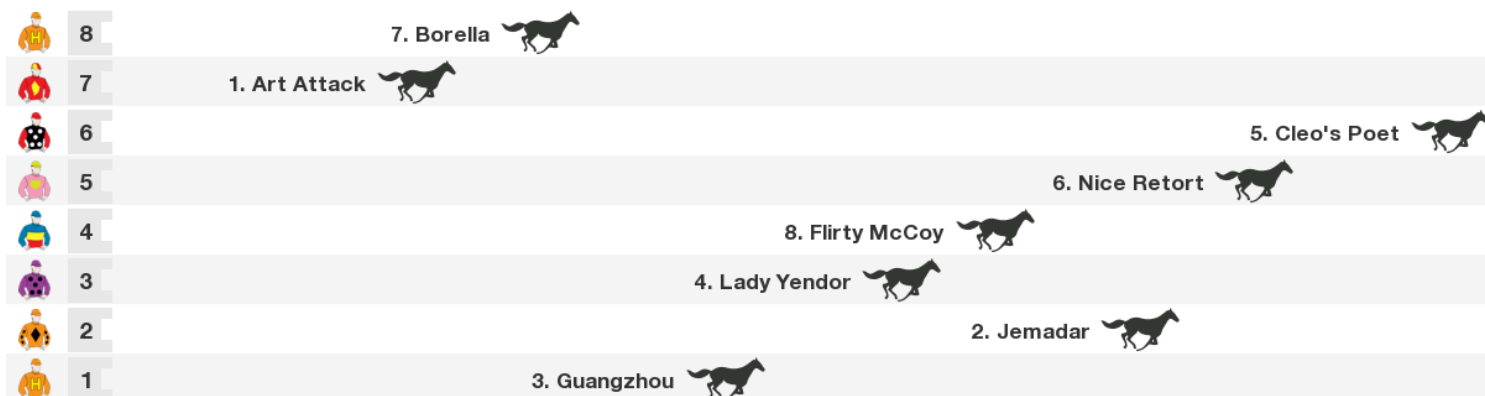 8 7. Borella
7 1. Art Attack
6 5. Cleo's Poet
5 6. Nice Retort
4 8. Flirty McCoy
3 4. Lady Yendor
2 2. Jemadar
H 1 3. Guangzhou